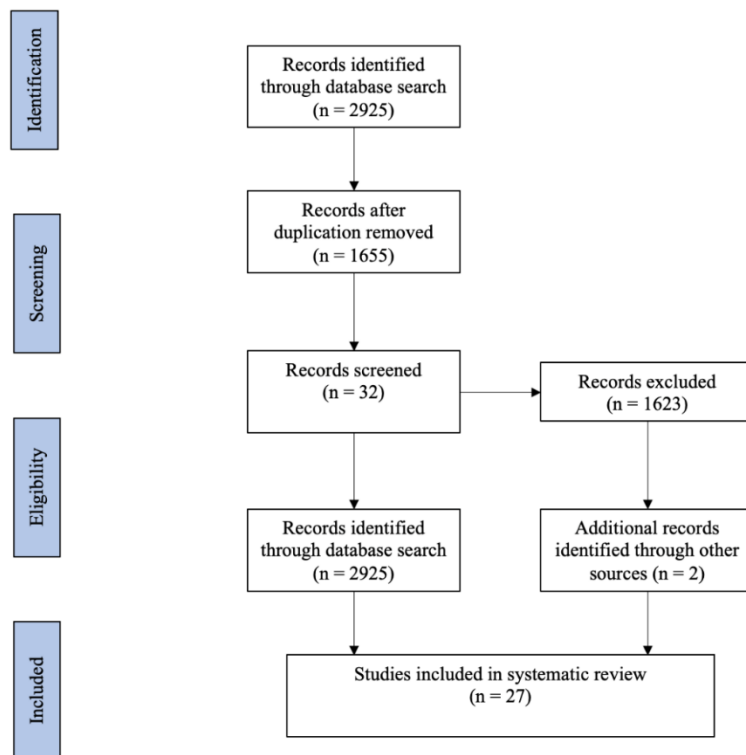 Identification
Records identified
through database search
(n = 2925)
Records after
duplication removed
(n = 1655)
Screening
Records screened
(n = 32)
Records excluded
(n = 1623)
Eligibility
Records identified
through database search
(n = 2925)
Additional records
identified through other
sources (n = 2)
Included
Studies included in systematic review
(n = 27)